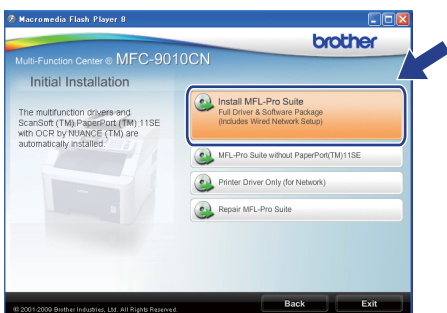 Macromedia Flash Player 8
brother
Multi-Function Center ® MFC-9010CN
Initial Installation
The multifunction drivers and
ScanSoft (TM) PaperPort (TM) 11SE
with OCR by NUANCE (TM) are
automatically installed.
Install MFL-Pro Suite
Full Driver & Software Package
(Includes Wired Network Setup)
MFL-Pro Suite without PaperPort(TM)11SE
Printer Driver Only (for Network)
Repair MFL-Pro Suite
© 2001-2009 Brother Industries, Ltd. All Rights Reserved.
Back
Exit